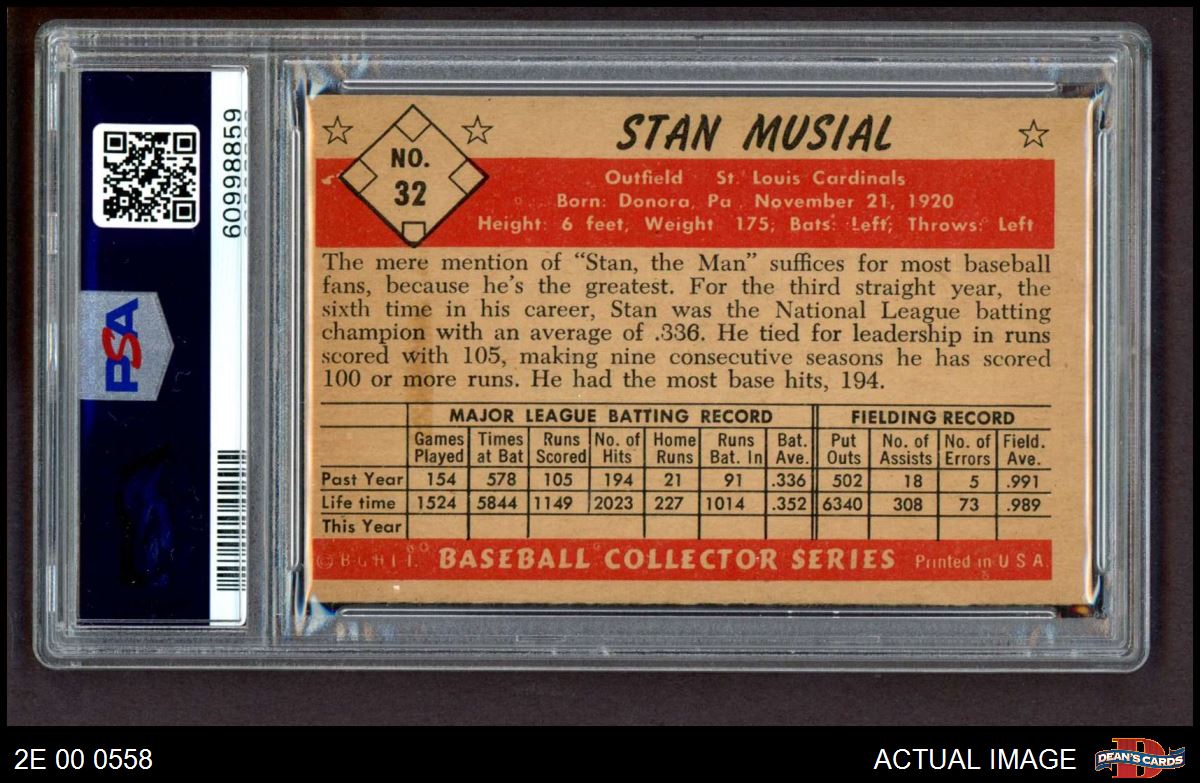 60998859
PSA
NO.
32
STAN MUSIAL
Outfield St. Louis Cardinals
Born: Donora, Pa., November 21, 1920
Height: 6 feet, Weight 175; Bats: Left; Throws: Left
The mere mention of “Stan, the Man” suffices for most baseball
fans, because he’s the greatest. For the third straight year, the
sixth time in his career, Stan was the National League batting
champion with an average of .336. He tied for leadership in runs
scored with 105, making nine consecutive seasons he has scored
100 or more runs. He had the most base hits, 194.
MAJOR LEAGUE BATTING RECORD FIELDING RECORD
Games Times Runs No. of Home Runs Bat. Put No. of No. of Field.
Played at Bat Scored Hits Runs Bat. In Ave. Outs Assists Errors Ave.
Past Year 154 578 105 194 21 91 .336 502 18 5 .991
Life time 1524 5844 1149 2023 227 1014 .352 6340 308 73 .989
This Year
© BASEBALL COLLECTOR SERIES Printed in U S A
2E 00 0558
ACTUAL IMAGE
DEAN'S CARDS